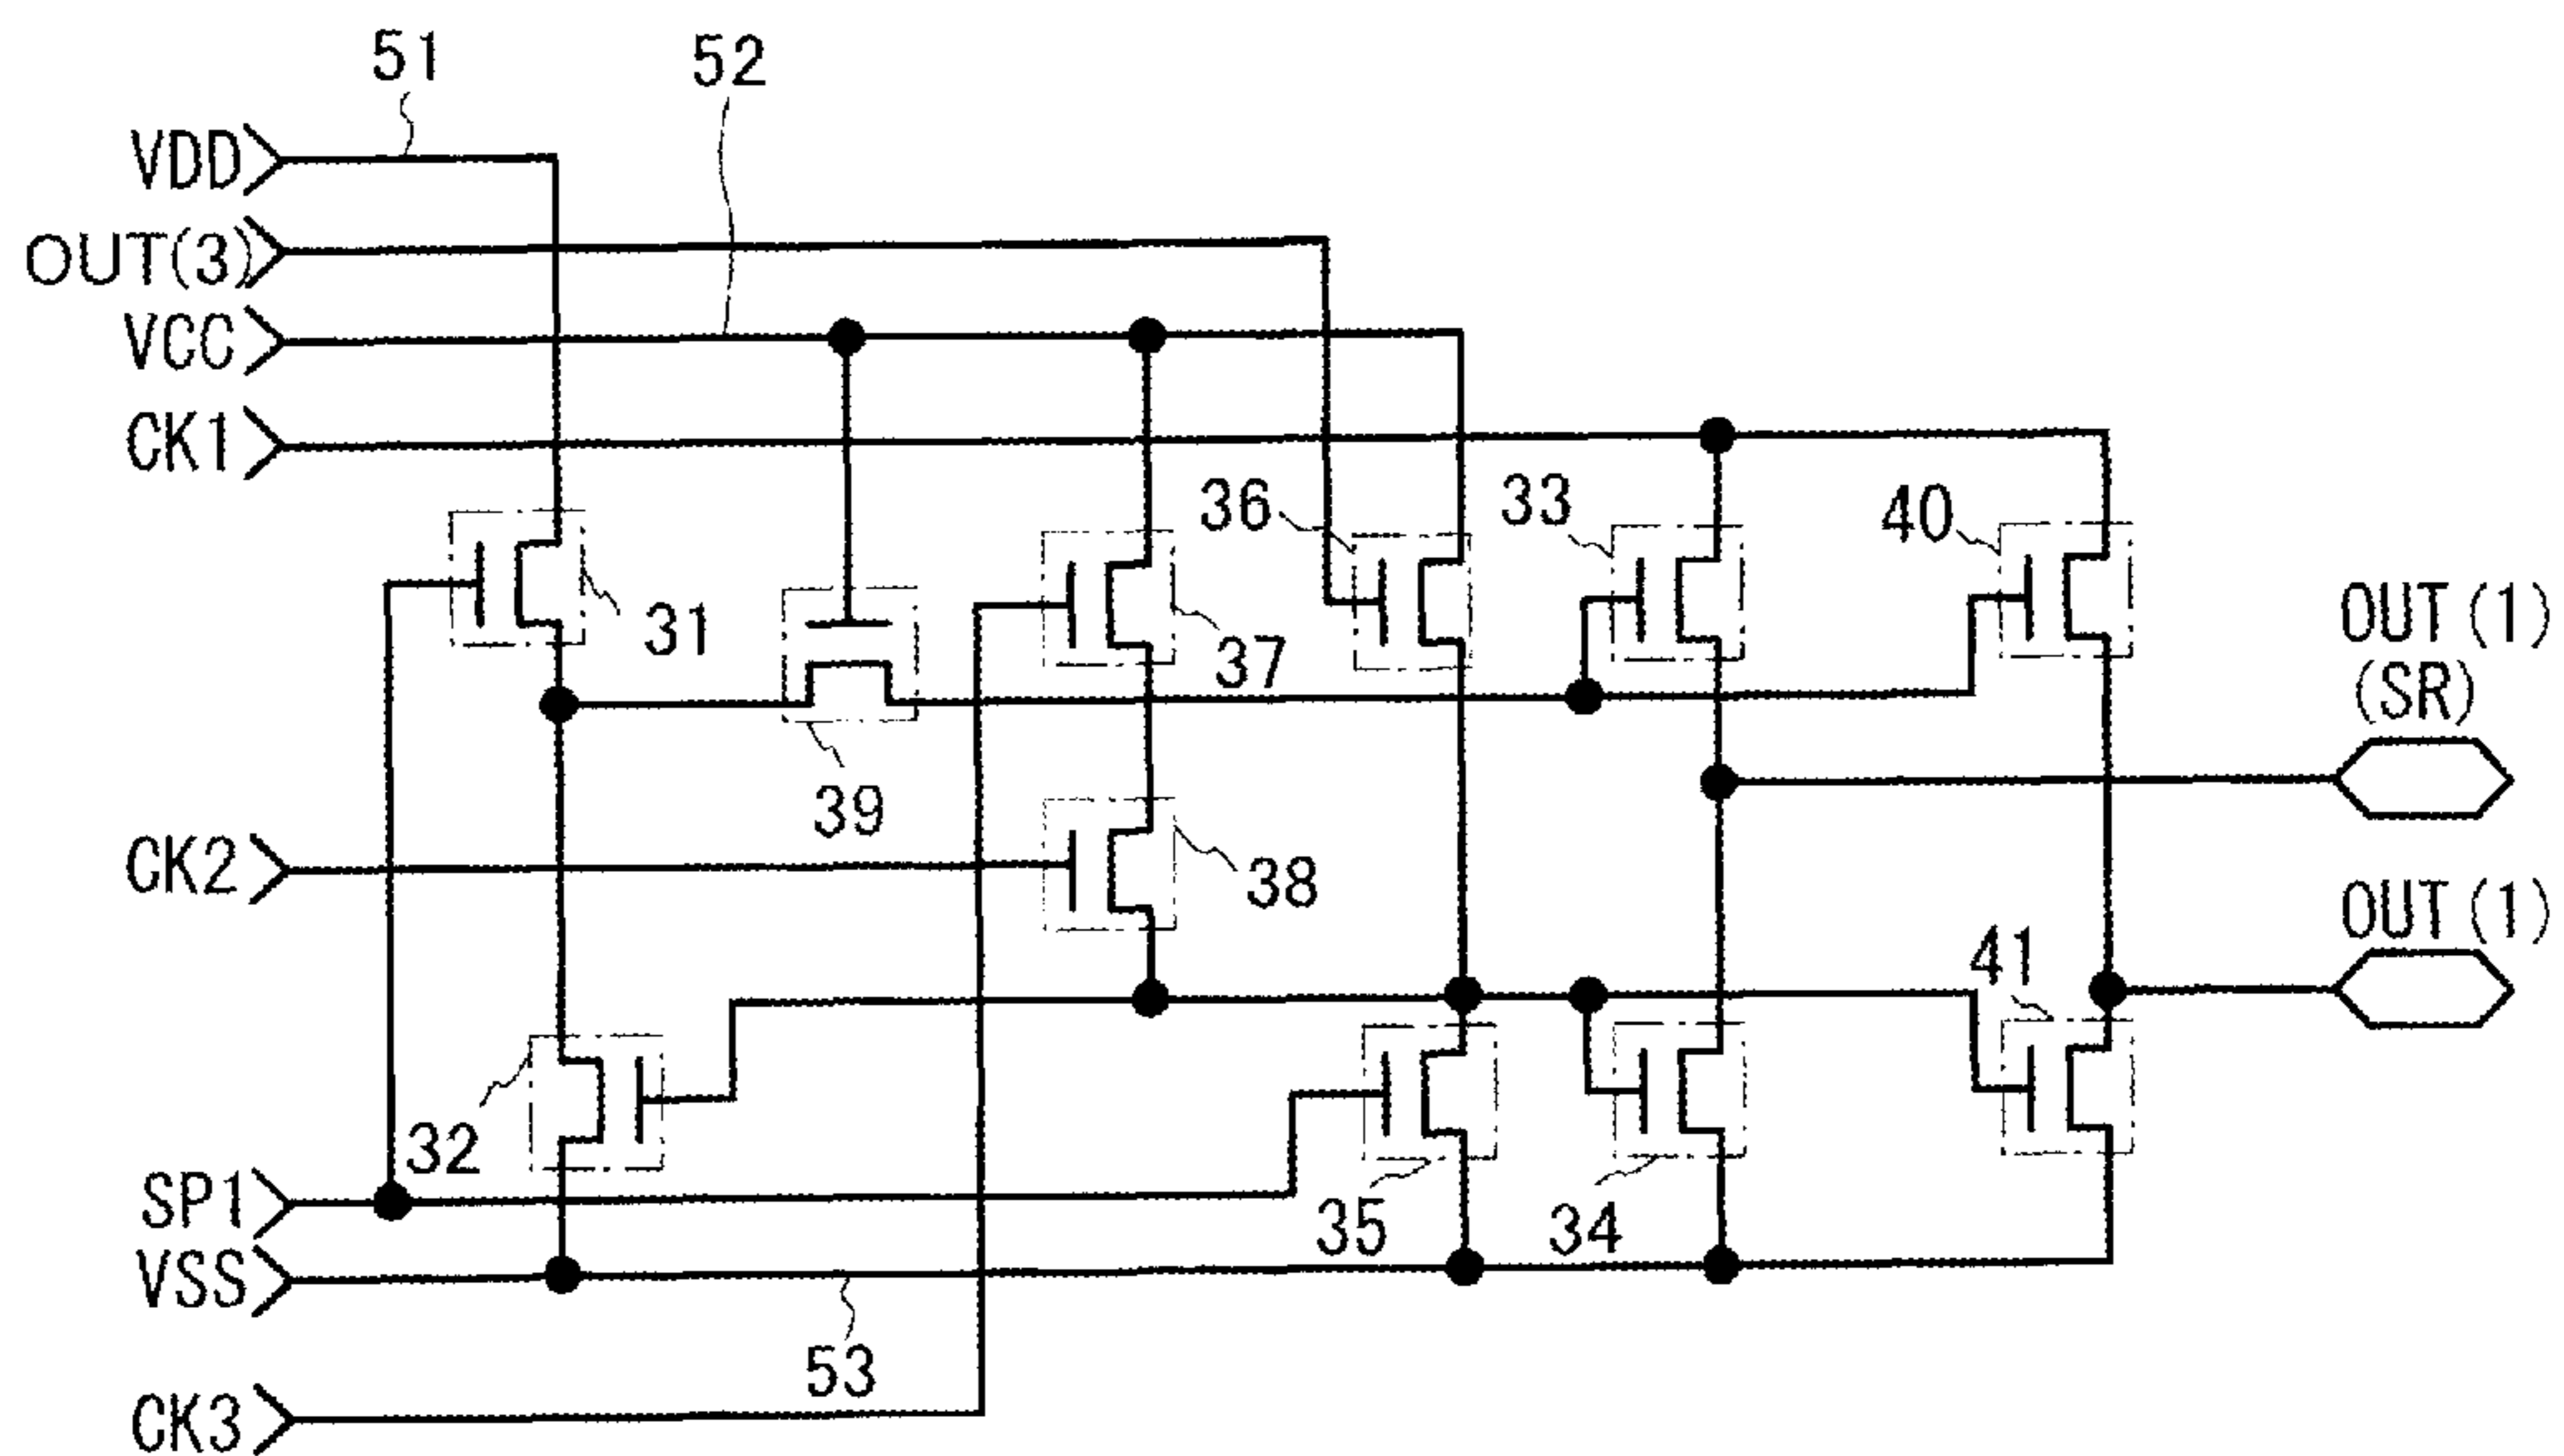 51
52
VDD
OUT(3)
VCC
CK1
36
33
40
31
37
OUT(1)
(SR)
39
CK2
38
OUT(1)
41
32
SP1
35
34
VSS
53
CK3